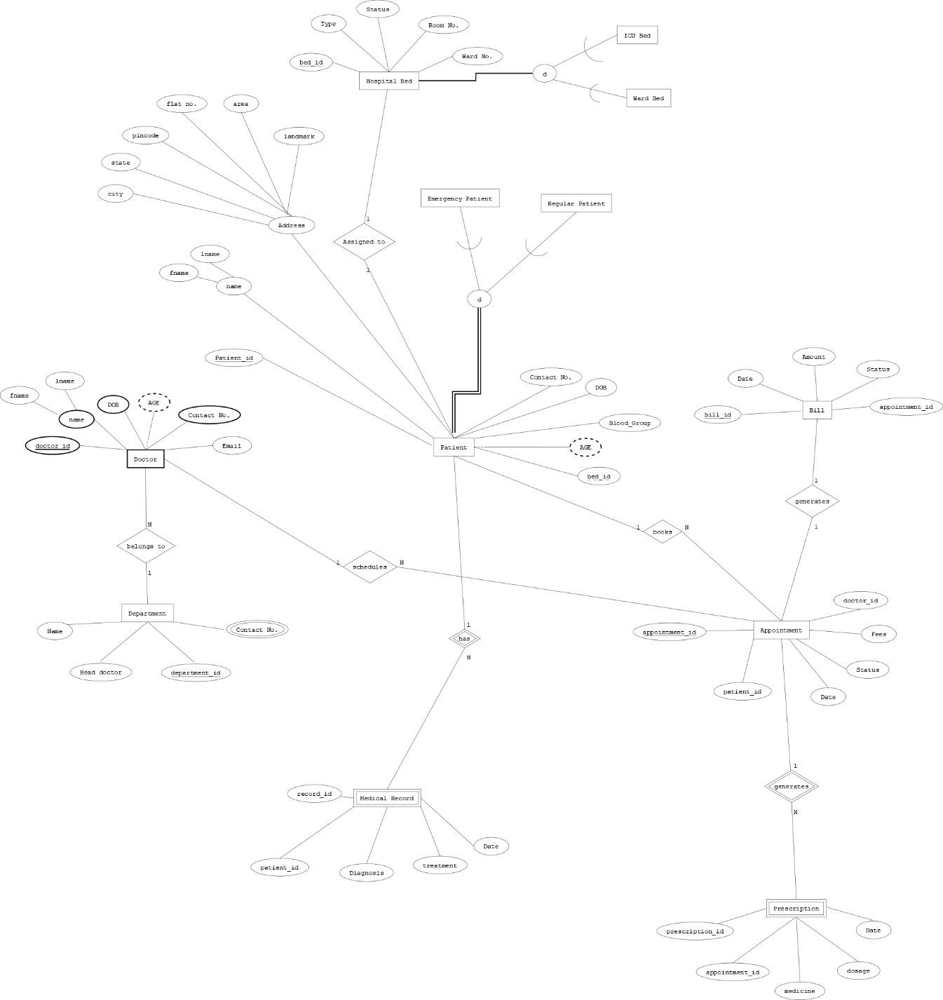 Status
Type
Room No.
ICU Bed
Ward No.
bed_id
d
Hospital Bed
Ward Bed
flat no.
area
pincode
landmark
state
city
Emergency Patient
Regular Patient
1
Address
Assigned to
lname
1
fname
name
d
Patient_id
Amount
Status
Contact No.
Date
lname
DOB
fname
DOB
AGE
appointment_id
Bill
bill_id
Contact No.
name
Blood_Group
doctor_id
Email
Patient
AGE
Doctor
bed_id
1
generates
N
1
N
1
books
belongs to
1
N
schedules
1
doctor_id
Department
1
Name
Contact No.
appointment_id
Appointment
Fees
has
N
Head doctor
department_id
Status
patient_id
Date
1
generates
record_id
Medical Record
N
Date
patient_id
Diagnosis
treatment
Prescription
prescription_id
Date
appointment_id
dosage
medicine